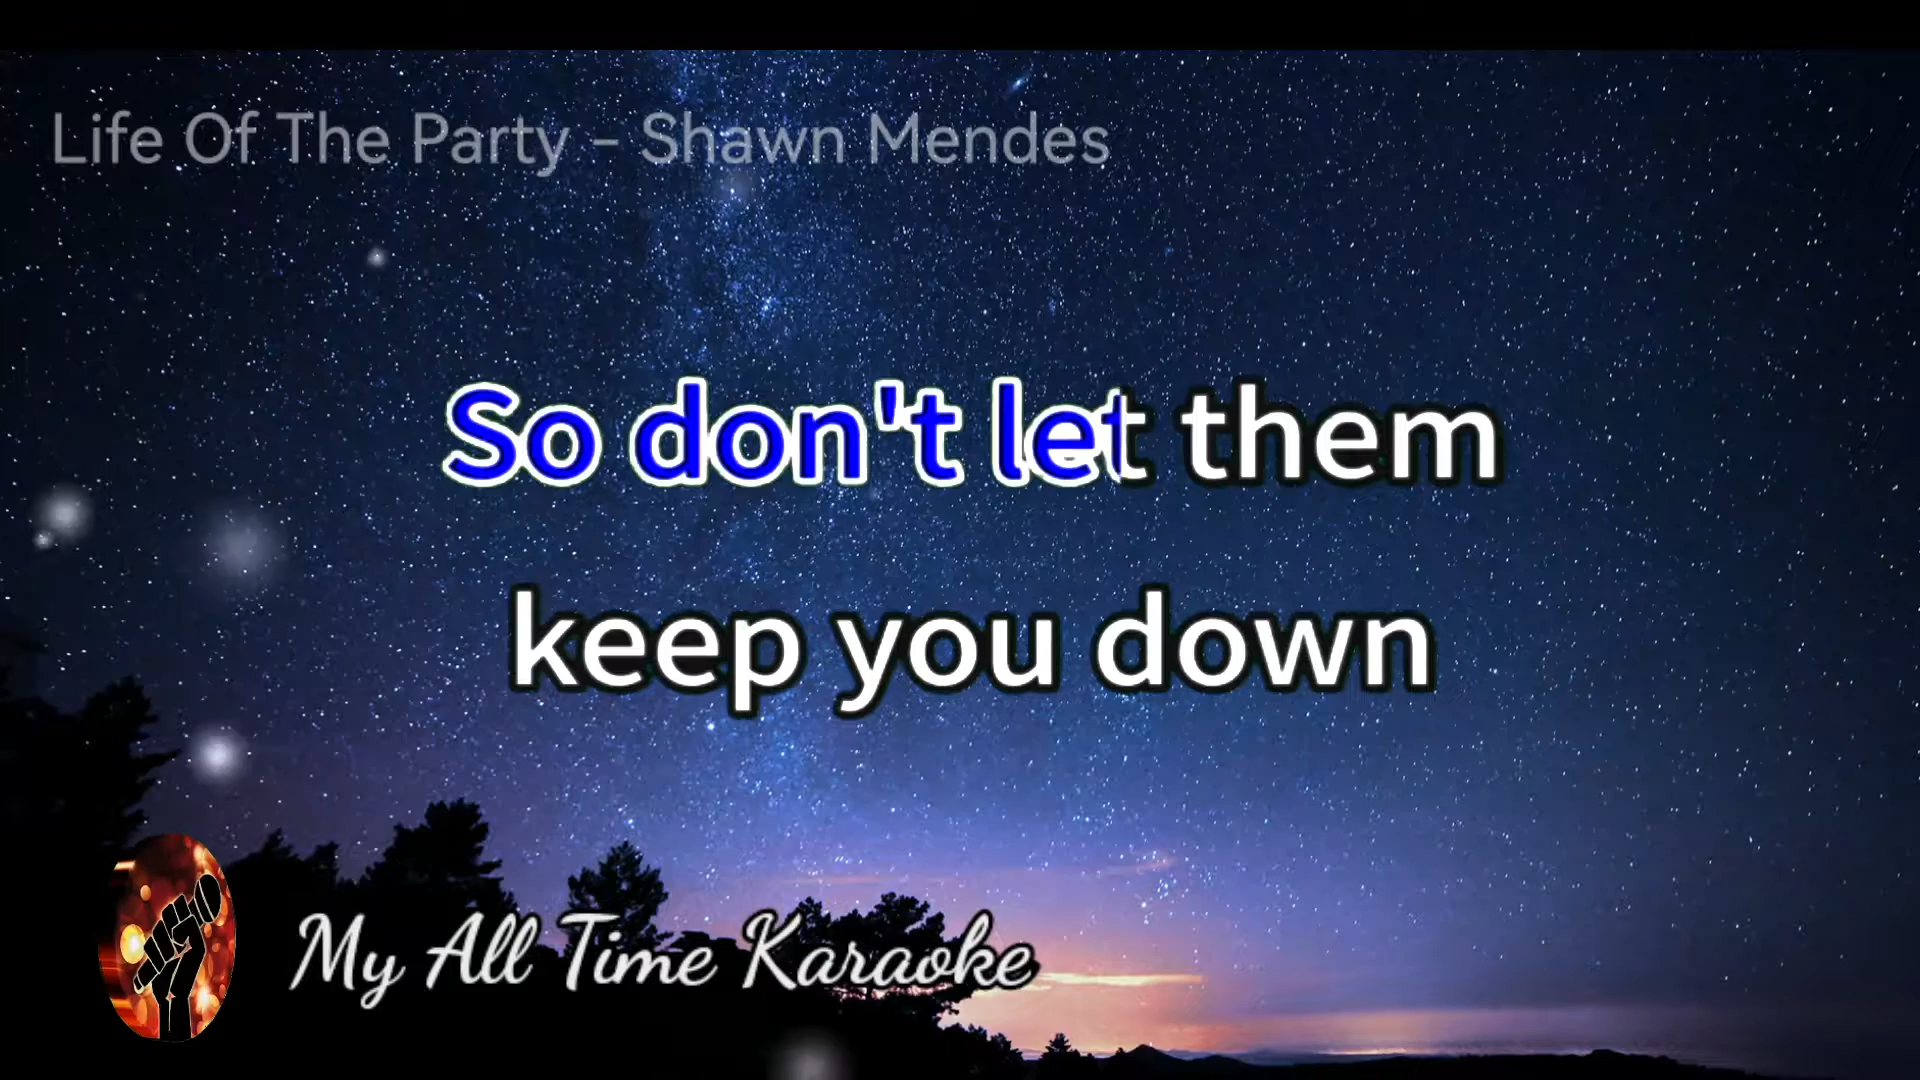 Life Of The Party - Shawn Mendes
So don't let them
keep you down
My All Time Karaoke